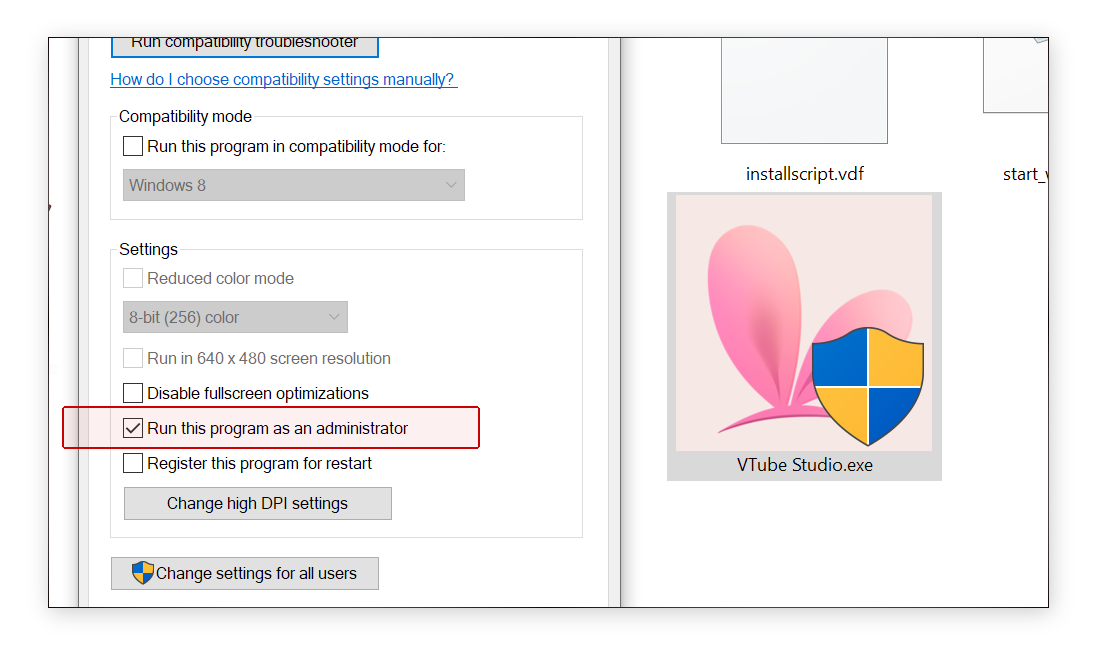 Run compatibility troubleshooter
How do I choose compatibility settings manually?
Compatibility mode
Run this program in compatibility mode for:
Windows 8
Settings
Reduced color mode
8-bit (256) color
Run in 640 x 480 screen resolution
Disable fullscreen optimizations
Run this program as an administrator
Register this program for restart
Change high DPI settings
Change settings for all users
installscript.vdf
VTube Studio.exe